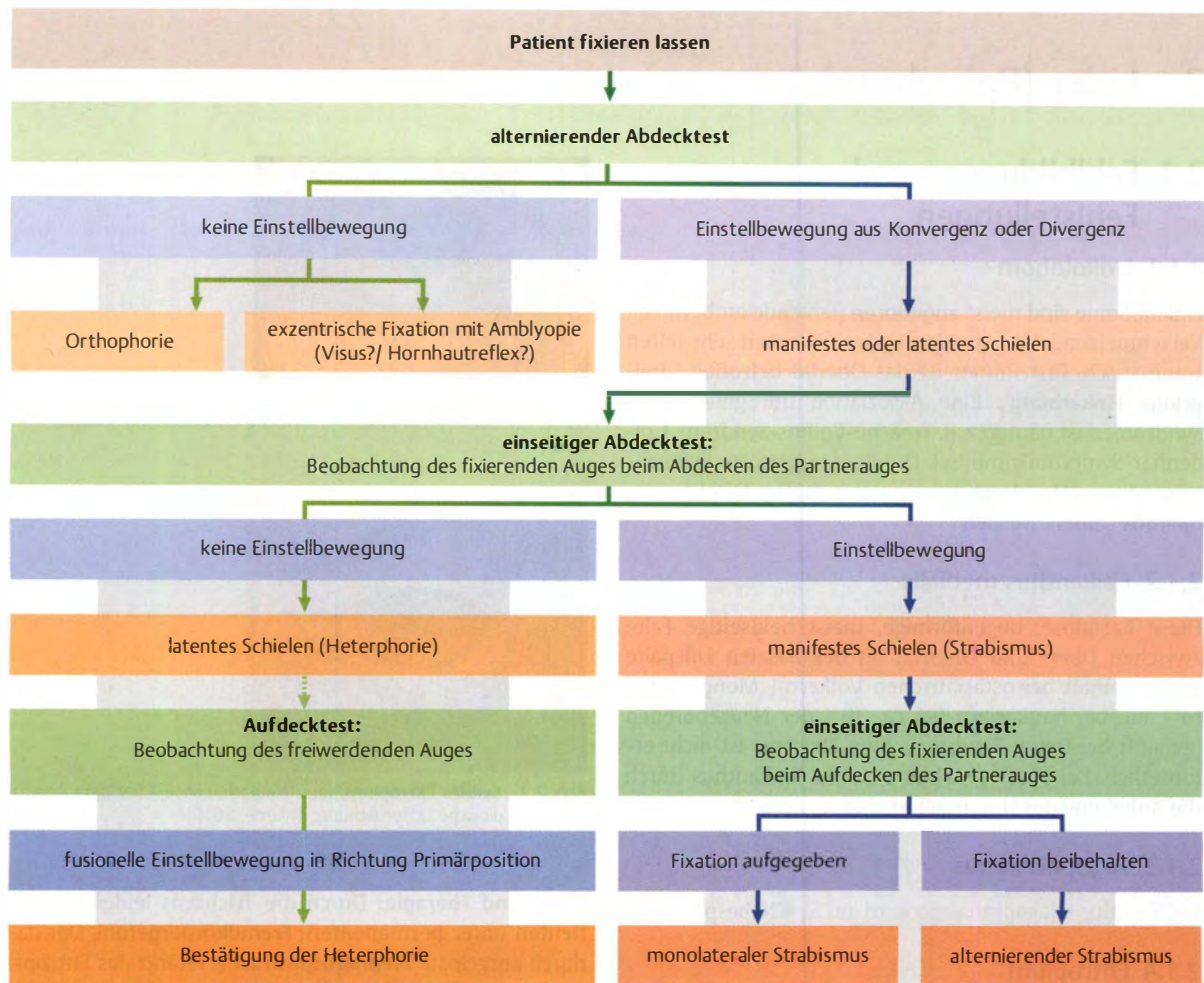 Patient fixieren lassen
alternierender Abdecktest
keine Einstellbewegung
Einstellbewegung aus Konvergenz oder Divergenz
Orthophorie
exzentrische Fixation mit Amblyopie
(Visus?/ Hornhautreflex?)
manifestes oder latentes Schielen
einseitiger Abdecktest:
Beobachtung des fixierenden Auges beim Abdecken des Partnerauges
keine Einstellbewegung
Einstellbewegung
latentes Schielen (Heterphorie)
manifestes Schielen (Strabismus)
Aufdecktest:
Beobachtung des freiwerdenden Auges
einseitiger Abdecktest:
Beobachtung des fixierenden Auges
beim Aufdecken des Partnerauges
fusionelle Einstellbewegung in Richtung Primärposition
Fixation aufgegeben
Fixation beibehalten
Bestätigung der Heterphorie
monolateraler Strabismus
alternierender Strabismus